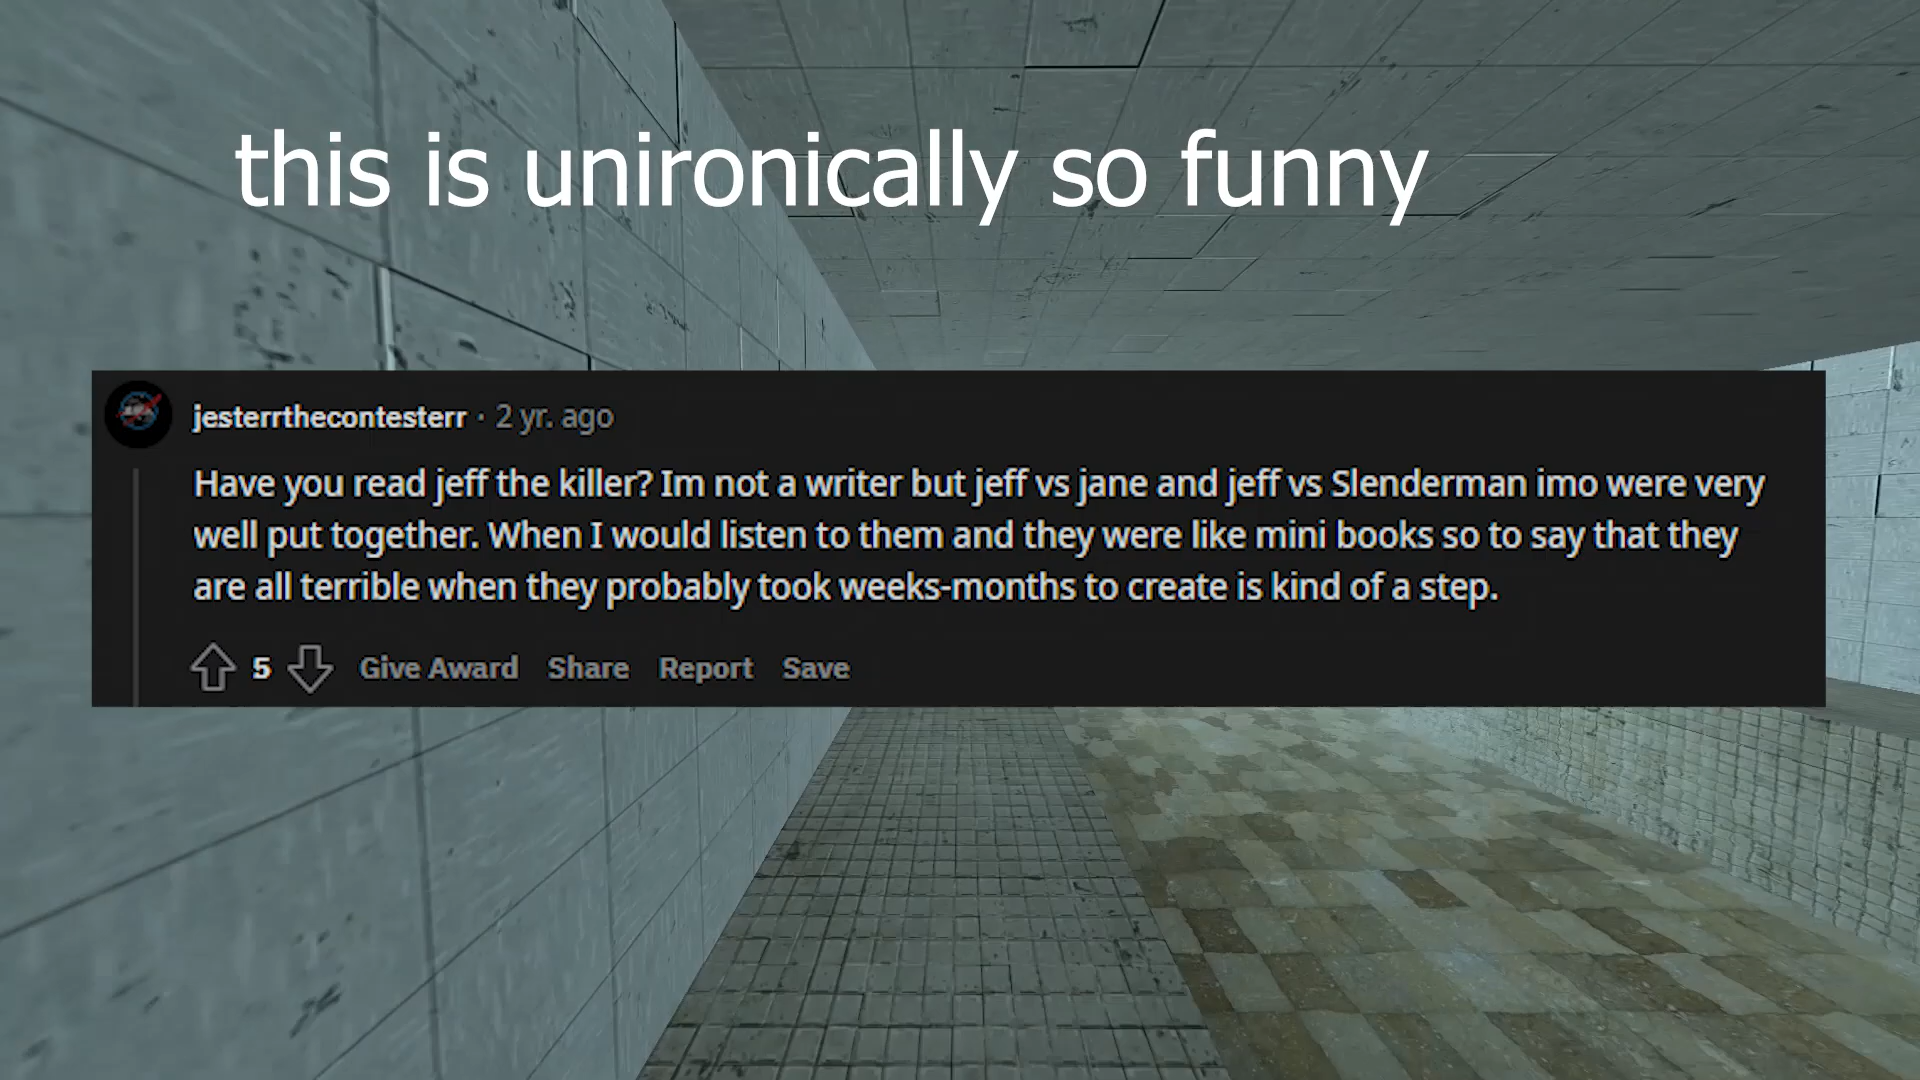 this is unironically so funny
jesterrthecontesterr · 2 yr. ago
Have you read jeff the killer? Im not a writer but jeff vs jane and jeff vs Slenderman imo were very
well put together. When I would listen to them and they were like mini books so to say that they
are all terrible when they probably took weeks-months to create is kind of a step.
5 Give Award Share Report Save